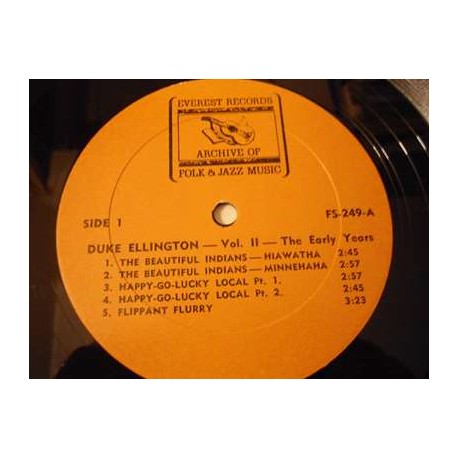 EVEREST RECORDS
ARCHIVE OF
FOLK & JAZZ MUSIC
SIDE 1 FS-249-A
DUKE ELLINGTON — Vol. II — The Early Years
1. THE BEAUTIFUL INDIANS—HIAWATHA 2:45
2. THE BEAUTIFUL INDIANS—MINNEHAHA 2:57
3. HAPPY-GO-LUCKY LOCAL Pt. 1. 2:57
4. HAPPY-GO-LUCKY LOCAL Pt. 2. 2:45
5. FLIPPANT FLURRY 3:23